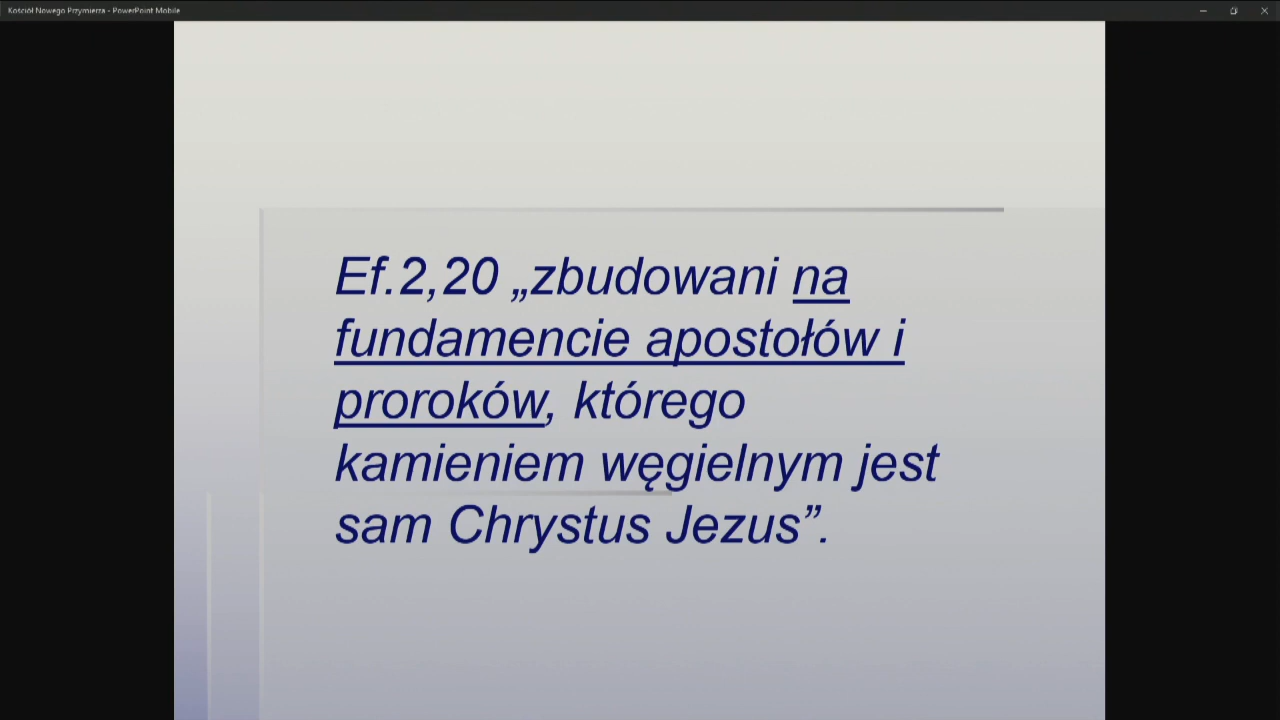 Kościół Nowego Przymierza - PowerPoint Mobile
Ef.2,20 „zbudowani na
fundamencie apostołów i
proroków, którego
kamieniem węgielnym jest
sam Chrystus Jezus”.